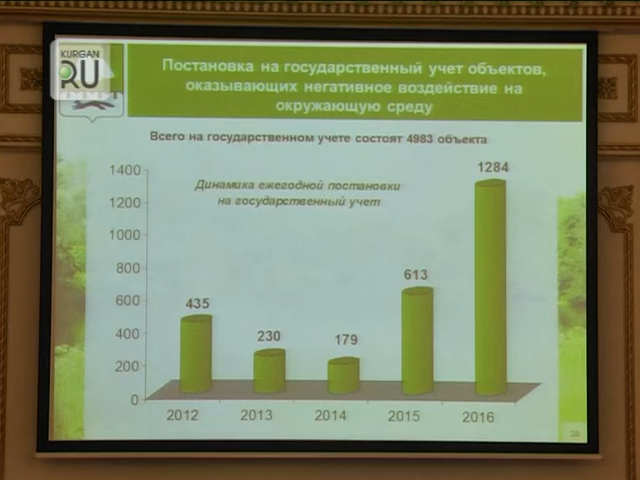 KURGAN
RU
Постановка на государственный учет объектов,
оказывающих негативное воздействие на
окружающую среду
Всего на государственном учете состоят 4983 объекта
Динамика ежегодной постановки
на государственный учет
1400
1200
1000
800
600
400
200
0
435
230
179
613
1284
2012 2013 2014 2015 2016